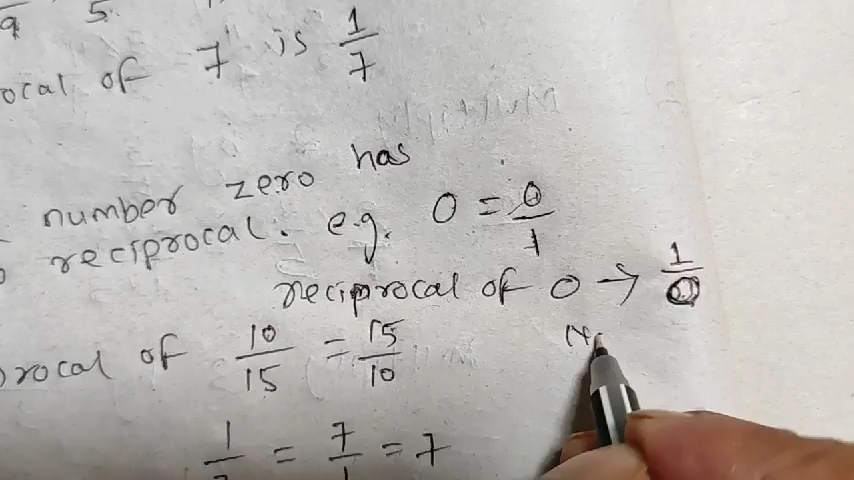 9 5
ocal of 7 is 1/7
number zero has
reciprocal. e.g. 0 = 0/1
reciprocal of 0 → 1/0
N
rocal of 10/15 = 15/10
1/7 = 7/1 = 7